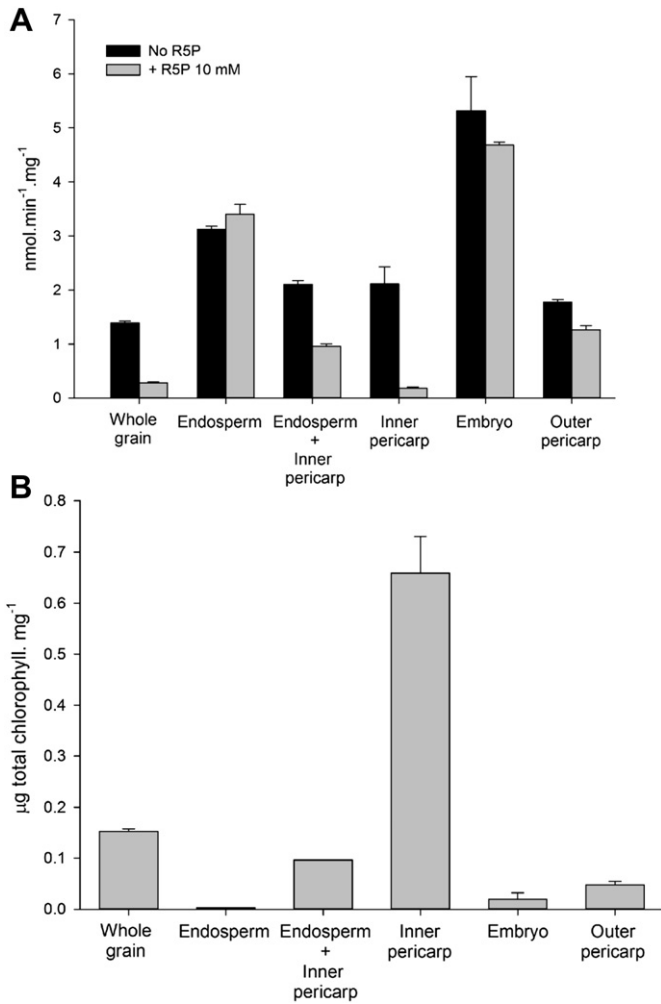 A
7
6
5
4
3
2
1
0
nmol.min⁻¹.mg⁻¹
No R5P
+ R5P 10 mM
Whole grain
Endosperm
Endosperm + Inner pericarp
Inner pericarp
Embryo
Outer pericarp
B
0.8
0.7
0.6
0.5
0.4
0.3
0.2
0.1
0.0
µg total chlorophyll. mg⁻¹
Whole grain
Endosperm
Endosperm + Inner pericarp
Inner pericarp
Embryo
Outer pericarp